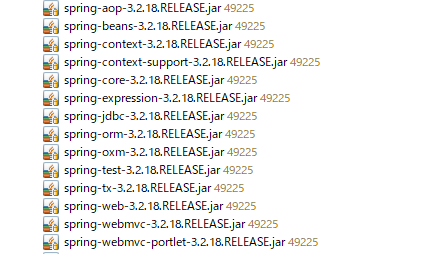 spring-aop-3.2.18.RELEASE.jar 49225
spring-beans-3.2.18.RELEASE.jar 49225
spring-context-3.2.18.RELEASE.jar 49225
spring-context-support-3.2.18.RELEASE.jar 49225
spring-core-3.2.18.RELEASE.jar 49225
spring-expression-3.2.18.RELEASE.jar 49225
spring-jdbc-3.2.18.RELEASE.jar 49225
spring-orm-3.2.18.RELEASE.jar 49225
spring-oxm-3.2.18.RELEASE.jar 49225
spring-test-3.2.18.RELEASE.jar 49225
spring-tx-3.2.18.RELEASE.jar 49225
spring-web-3.2.18.RELEASE.jar 49225
spring-webmvc-3.2.18.RELEASE.jar 49225
spring-webmvc-portlet-3.2.18.RELEASE.jar 49225